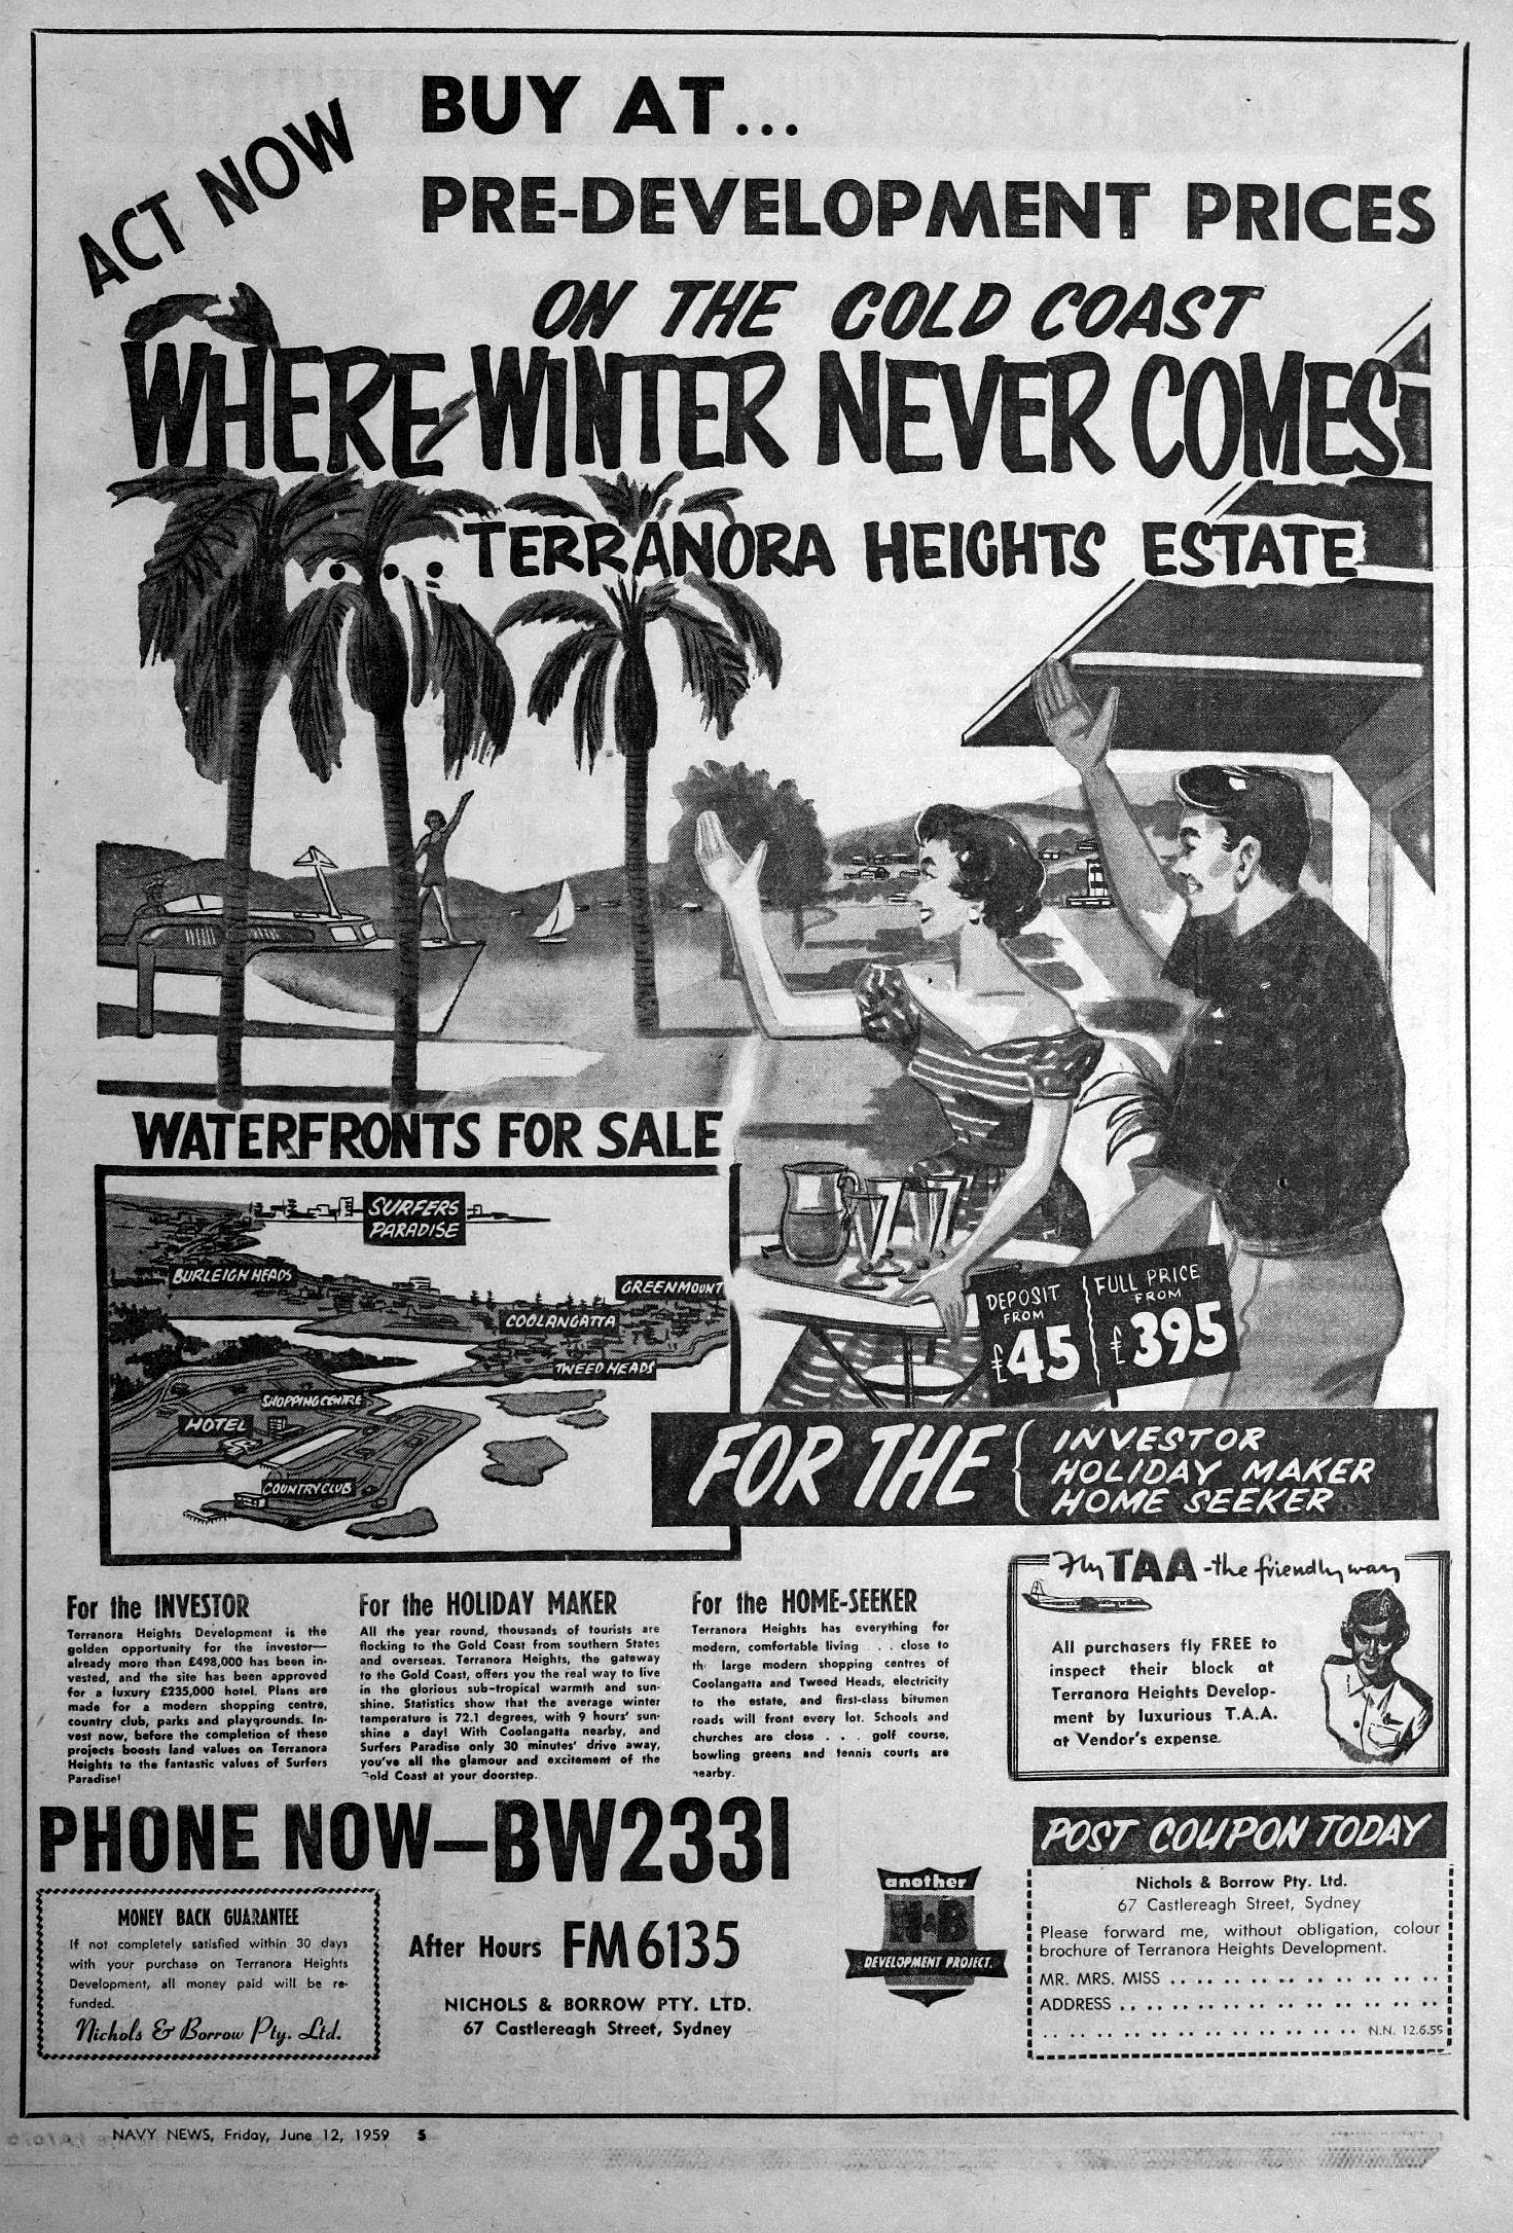 ACT NOW
BUY AT...
PRE-DEVELOPMENT PRICES
ON THE GOLD COAST
WHERE WINTER NEVER COMES
... TERRANORA HEIGHTS ESTATE
WATERFRONTS FOR SALE
SURFERS
PARADISE
BURLEIGH HEADS
GREENMOUNT
COOLANGATTA
TWEED HEADS
SHOPPING CENTRE
HOTEL
COUNTRY CLUB
DEPOSIT
FROM
£45
FULL PRICE
FROM
£395
FOR THE
INVESTOR
HOLIDAY MAKER
HOME SEEKER
For the INVESTOR
Terranora Heights Development is the
golden opportunity for the investor—
already more than £498,000 has been in-
vested, and the site has been approved
for a luxury £235,000 hotel. Plans are
made for a modern shopping centre,
country club, parks and playgrounds. In-
vest now, before the completion of these
projects boosts land values on Terranora
Heights to the fantastic values of Surfers
Paradise!
For the HOLIDAY MAKER
All the year round, thousands of tourists are
flocking to the Gold Coast from southern States
and overseas. Terranora Heights, the gateway
to the Gold Coast, offers you the real way to live
in the glorious sub-tropical warmth and sun-
shine. Statistics show that the average winter
temperature is 72.1 degrees, with 9 hours' sun-
shine a day! With Coolangatta nearby, and
Surfers Paradise only 30 minutes' drive away,
you've all the glamour and excitement of the
Gold Coast at your doorstep.
For the HOME-SEEKER
Terranora Heights has everything for
modern, comfortable living . . . close to
th large modern shopping centres of
Coolangatta and Tweed Heads, electricity
to the estate, and first-class bitumen
roads will front every lot. Schools and
churches are close . . . golf course,
bowling greens and tennis courts are
nearby.
Fly TAA - the friendly way
All purchasers fly FREE to
inspect their block at
Terranora Heights Develop-
ment by luxurious T.A.A.
at Vendor's expense.
PHONE NOW—BW2331
MONEY BACK GUARANTEE
If not completely satisfied within 30 days
with your purchase on Terranora Heights
Development, all money paid will be re-
funded.
Nichols & Borrow Pty. Ltd.
After Hours FM6135
NICHOLS & BORROW PTY. LTD.
67 Castlereagh Street, Sydney
another
N&B
DEVELOPMENT PROJECT.
POST COUPON TODAY
Nichols & Borrow Pty. Ltd.
67 Castlereagh Street, Sydney
Please forward me, without obligation, colour
brochure of Terranora Heights Development.
MR. MRS. MISS .. .. .. .. .. .. .. .. .. .. ..
ADDRESS .. .. .. .. .. .. .. .. .. .. .. .. ..
.. .. .. .. .. .. .. .. .. .. .. .. N.N. 12.6.59
NAVY NEWS, Friday, June 12, 1959 5